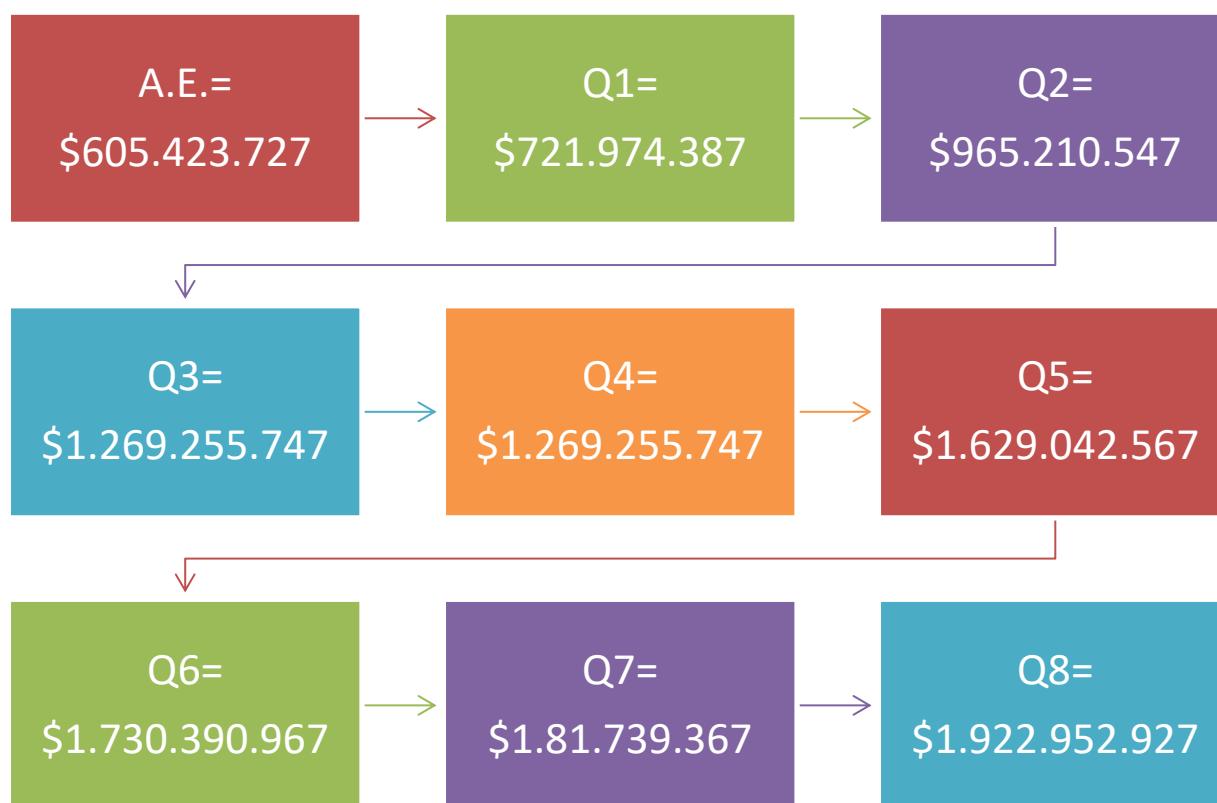 A.E.=
$605.423.727
Q1=
$721.974.387
Q2=
$965.210.547
Q3=
$1.269.255.747
Q4=
$1.269.255.747
Q5=
$1.629.042.567
Q6=
$1.730.390.967
Q7=
$1.81.739.367
Q8=
$1.922.952.927